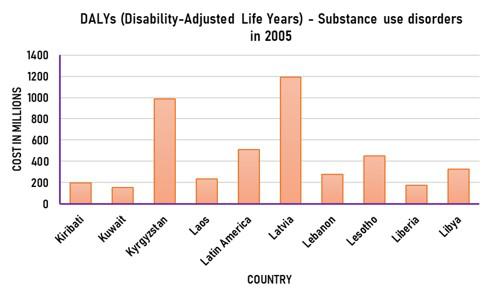 DALYs (Disability-Adjusted Life Years) - Substance use disorders
in 2005
1400
1200
1000
800
600
400
200
0
COST IN MILLIONS
Kiribati
Kuwait
Kyrgyzstan
Laos
Latin America
Latvia
Lebanon
Lesotho
Liberia
Libya
COUNTRY